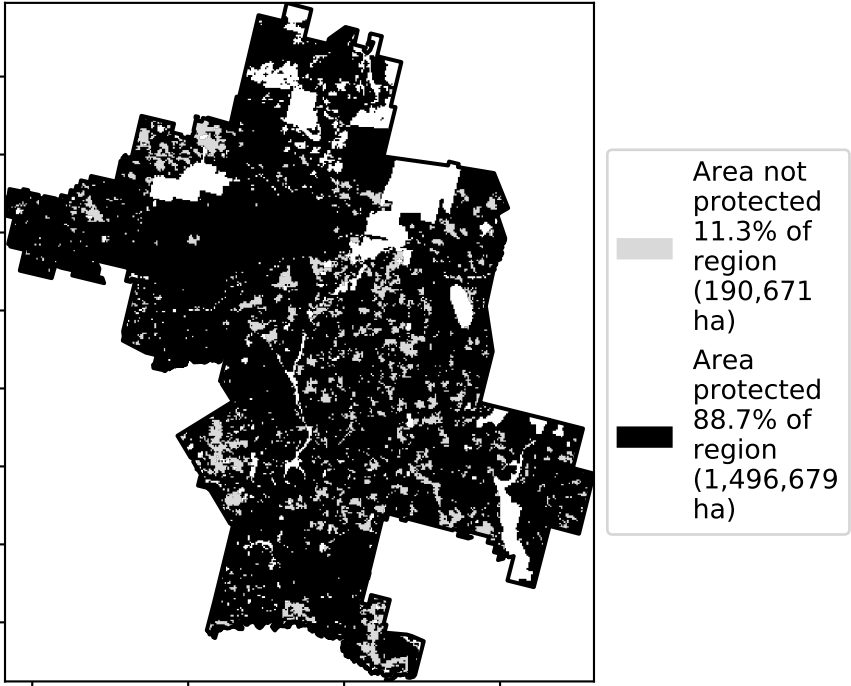 Area not
protected
11.3% of
region
(190,671
ha)
Area
protected
88.7% of
region
(1,496,679
ha)